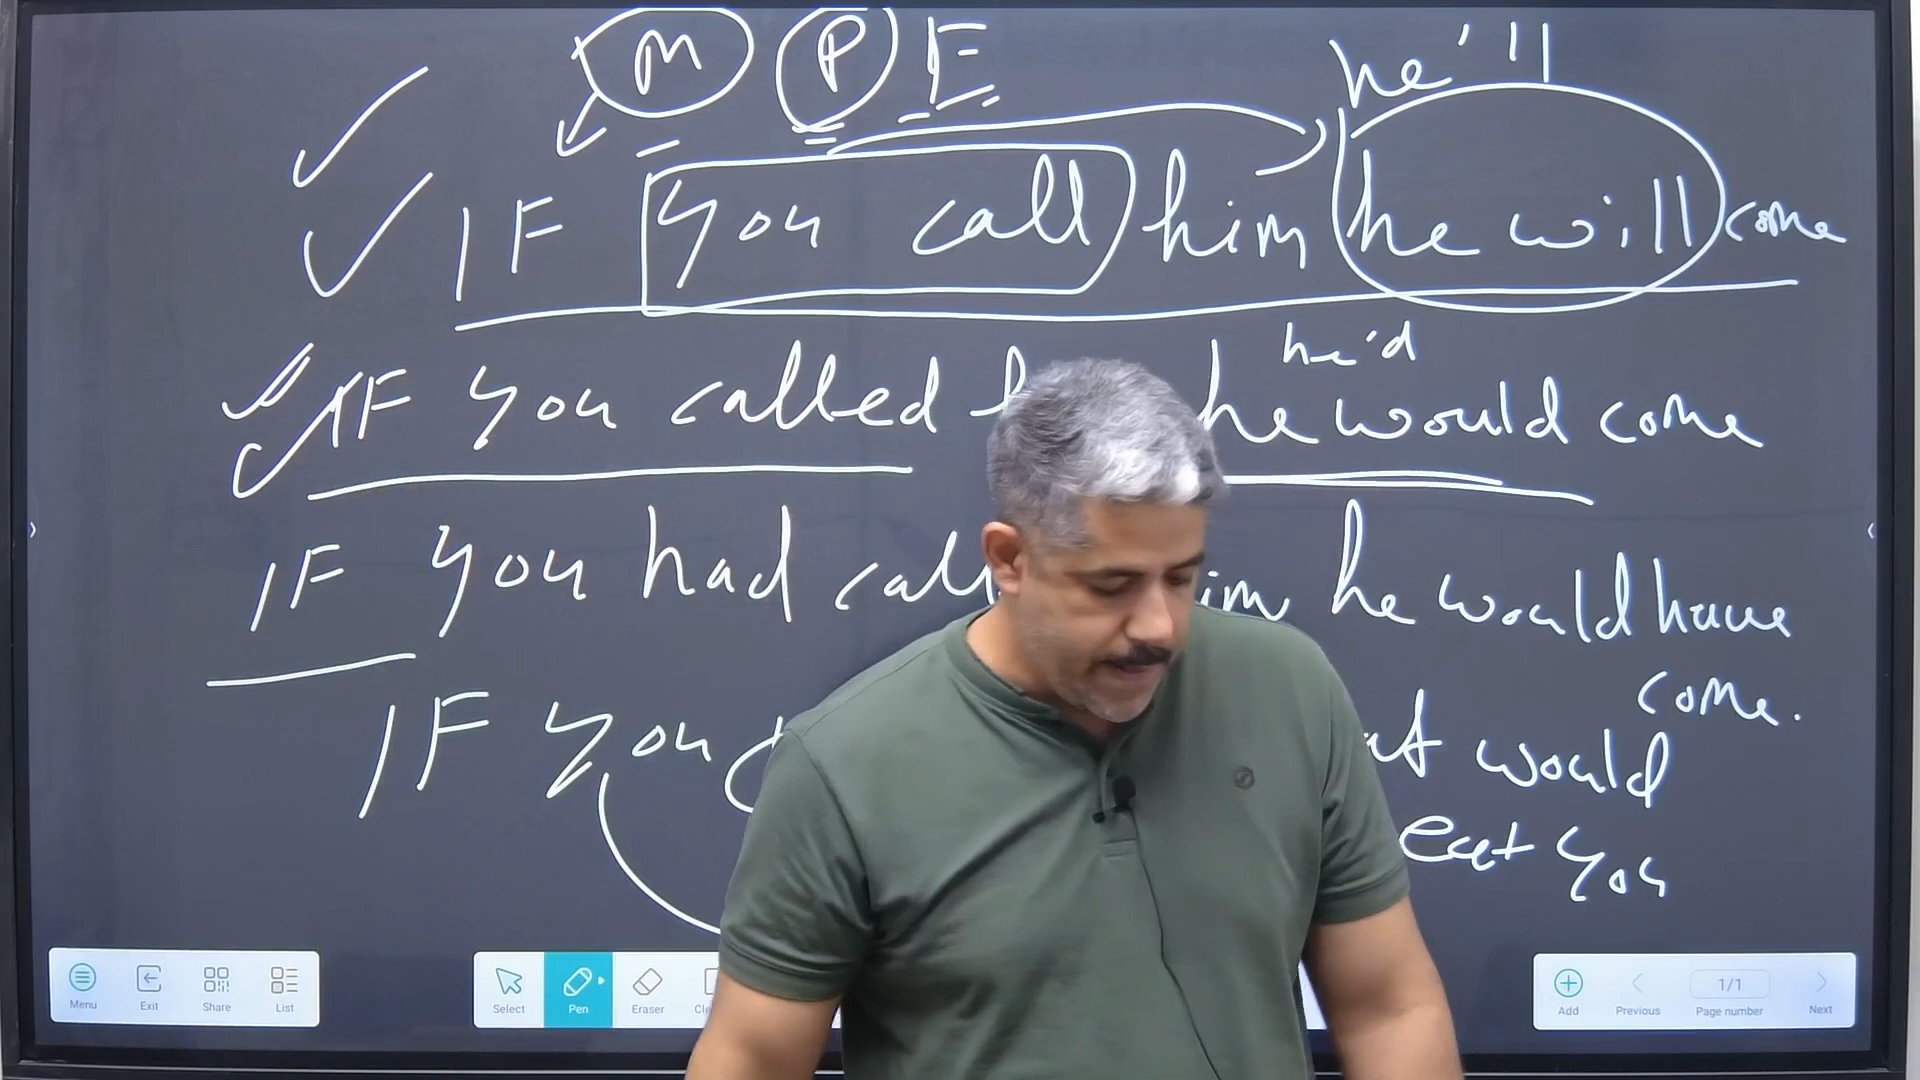 M P E
he'll
IF you call him he will come
he'd
IF you called he would come
IF you had call him he would have
come.
IF you would
you
Menu Exit Share List Select Pen Eraser Add Previous 1/1 Page number Next